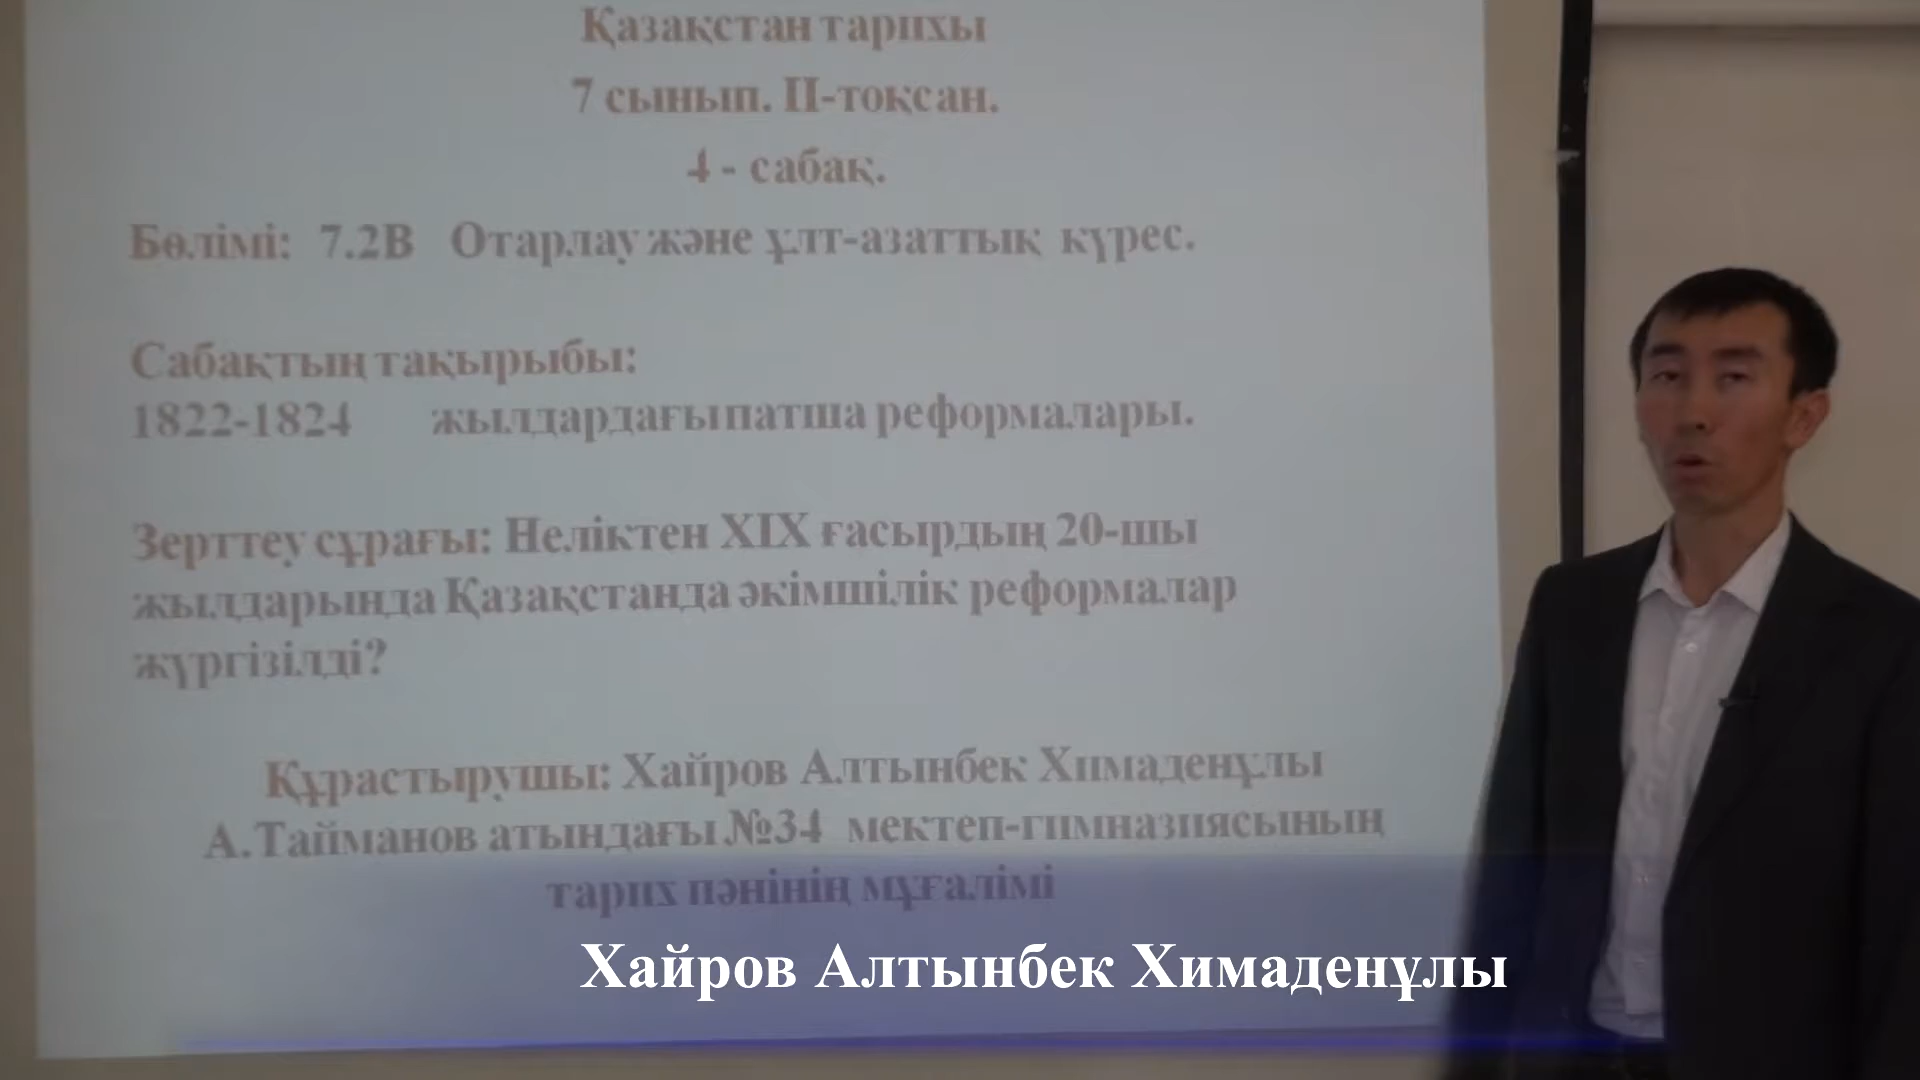 Қазақстан тарихы
7 сынып. II-тоқсан.
4 - сабақ.
Бөлімі: 7.2В Отарлау және ұлт-азаттық күрес.
Сабақтың тақырыбы:
1822-1824 жылдардағы патша реформалары.
Зерттеу сұрағы: Неліктен XIX ғасырдың 20-шы
жылдарында Қазақстанда әкімшілік реформалар
жүргізілді?
Құрастырушы: Хайров Алтынбек Химаденұлы
А.Тайманов атындағы №34 мектеп-гимназиясының
тарих пәнінің мұғалімі
Хайров Алтынбек Химаденұлы